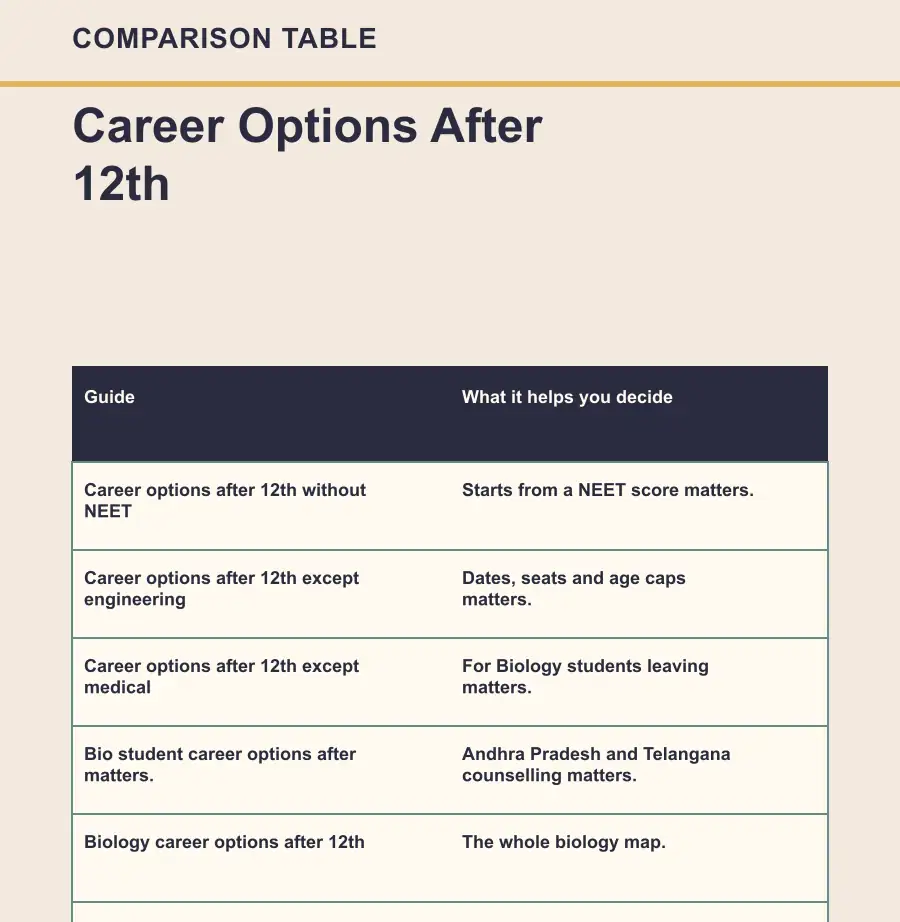 COMPARISON TABLE
Career Options After
12th
Guide
What it helps you decide
Career options after 12th without
NEET
Starts from a NEET score matters.
Career options after 12th except
engineering
Dates, seats and age caps
matters.
Career options after 12th except
medical
For Biology students leaving
matters.
Bio student career options after
matters.
Andhra Pradesh and Telangana
counselling matters.
Biology career options after 12th
The whole biology map.